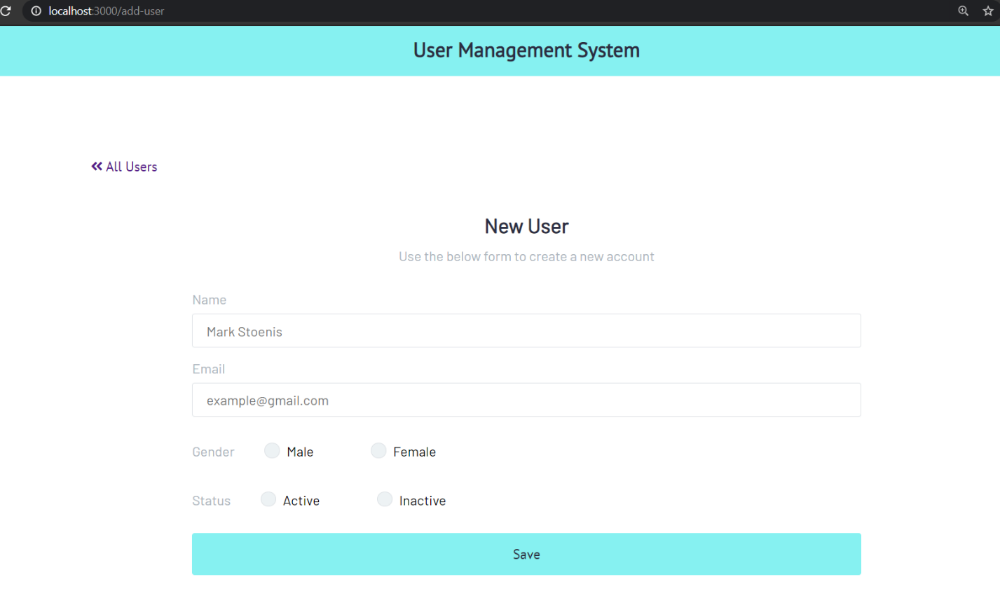 localhost:3000/add-user
User Management System
All Users
New User
Use the below form to create a new account
Name
Mark Stoenis
Email
example@gmail.com
Gender Male Female
Status Active Inactive
Save